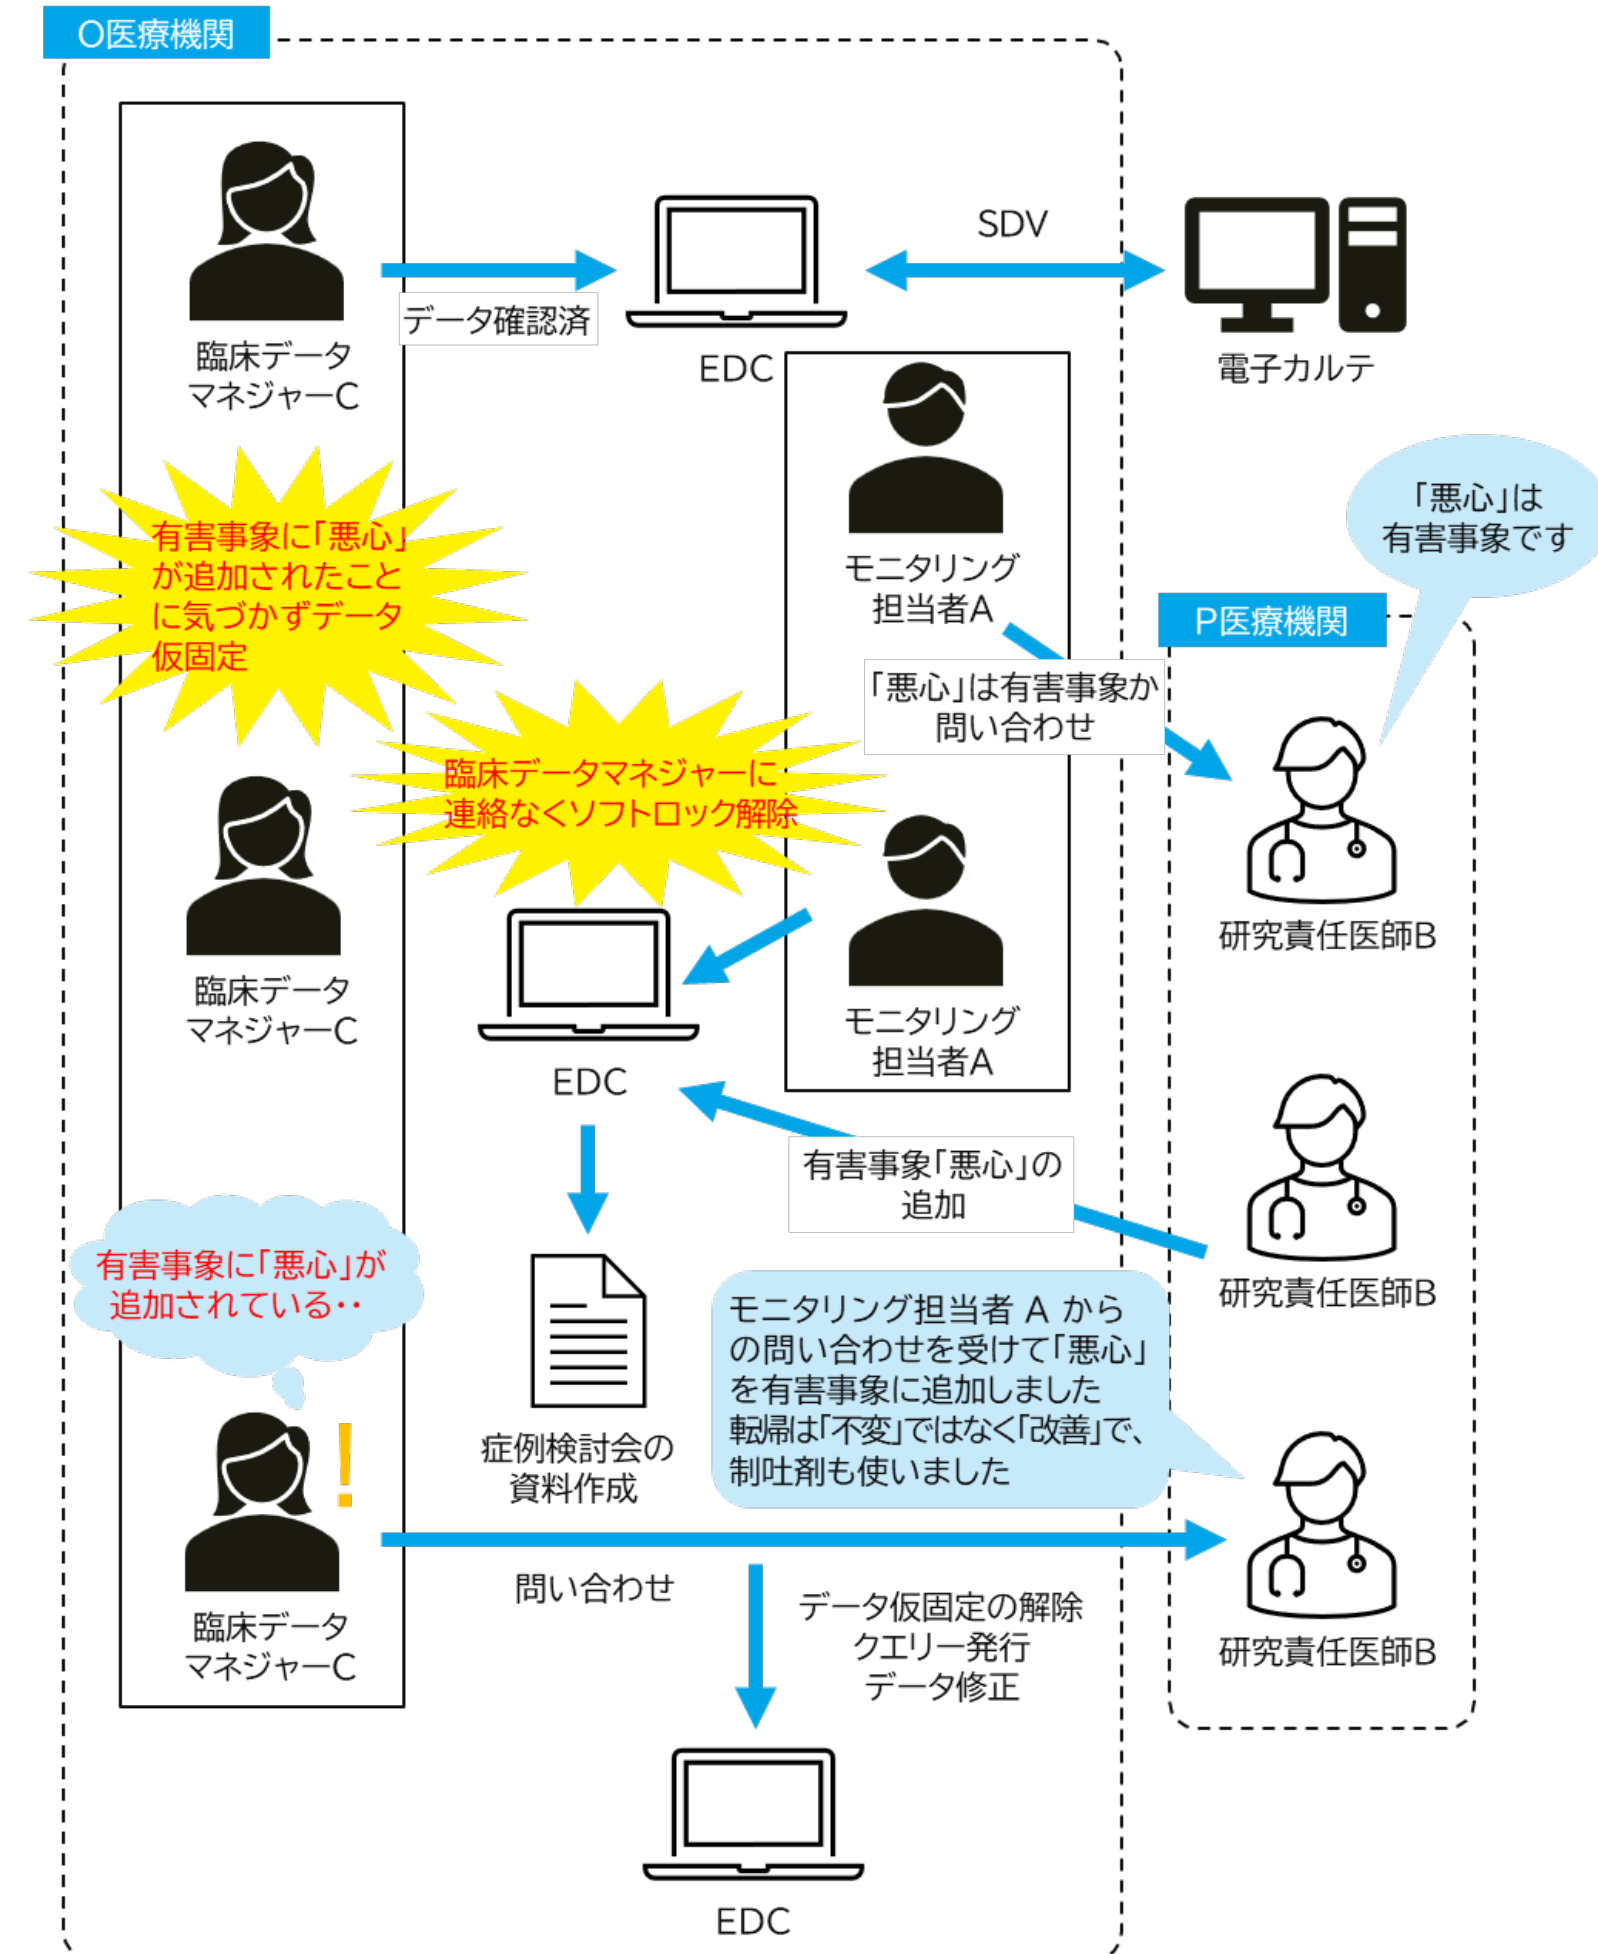 O医療機関
SDV
データ確認済
臨床データ
マネジャーC
EDC
電子カルテ
「悪心」は
有害事象です
有害事象に「悪心」
が追加されたこと
に気づかずデータ
仮固定
モニタリング
担当者A
P医療機関
「悪心」は有害事象か
問い合わせ
臨床データマネジャーに
連絡なくソフトロック解除
研究責任医師B
臨床データ
マネジャーC
モニタリング
担当者A
EDC
有害事象「悪心」の
追加
有害事象に「悪心」が
追加されている・・
研究責任医師B
モニタリング担当者 A から
の問い合わせを受けて「悪心」
を有害事象に追加しました
転帰は「不変」ではなく「改善」で、
制吐剤も使いました
症例検討会の
資料作成
!
問い合わせ
データ仮固定の解除
クエリー発行
データ修正
臨床データ
マネジャーC
研究責任医師B
EDC